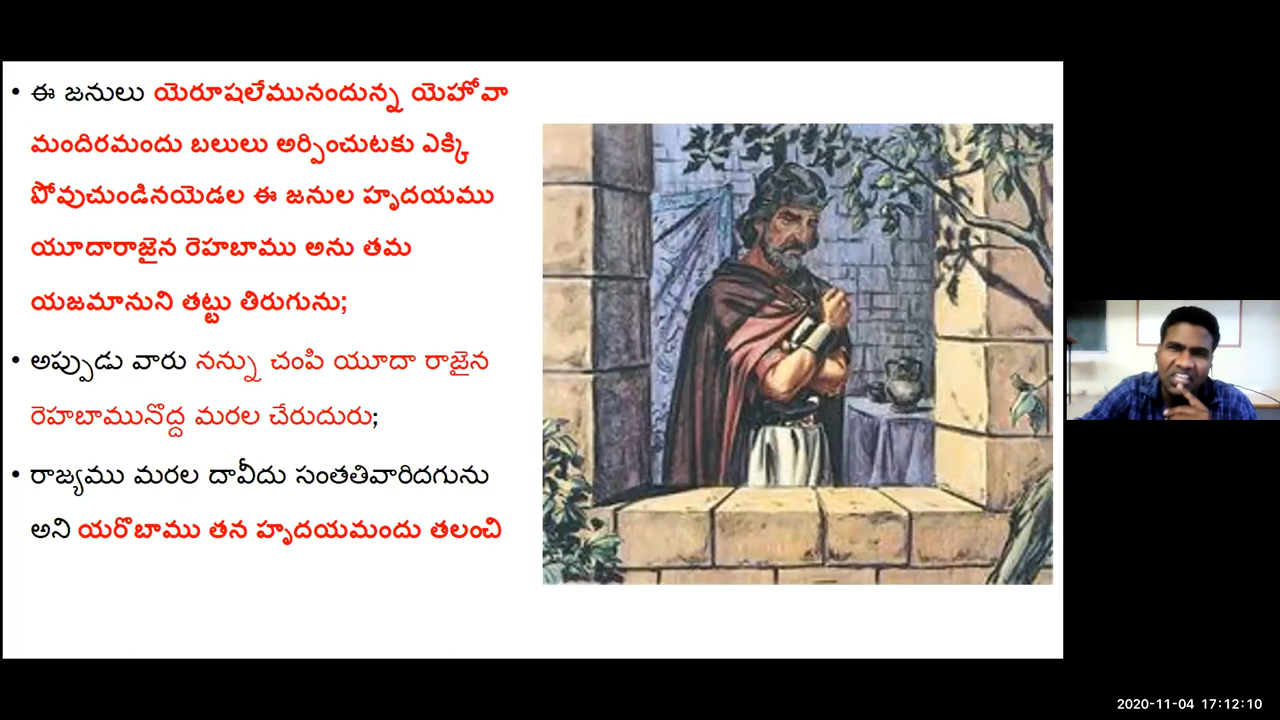 • ఈ జనులు యెరూషలేమునందున్న యెహోవా
మందిరమందు బలులు అర్పించుటకు ఎక్కి
పోవుచుండినయెడల ఈ జనుల హృదయము
యూదారాజైన రెహబాము అను తమ
యజమానుని తట్టు తిరుగును;
• అప్పుడు వారు నన్ను చంపి యూదా రాజైన
రెహబామునొద్ద మరల చేరుదురు;
• రాజ్యము మరల దావీదు సంతతివారిదగును
అని యరొబాము తన హృదయమందు తలంచి
2020-11-04 17:12:10